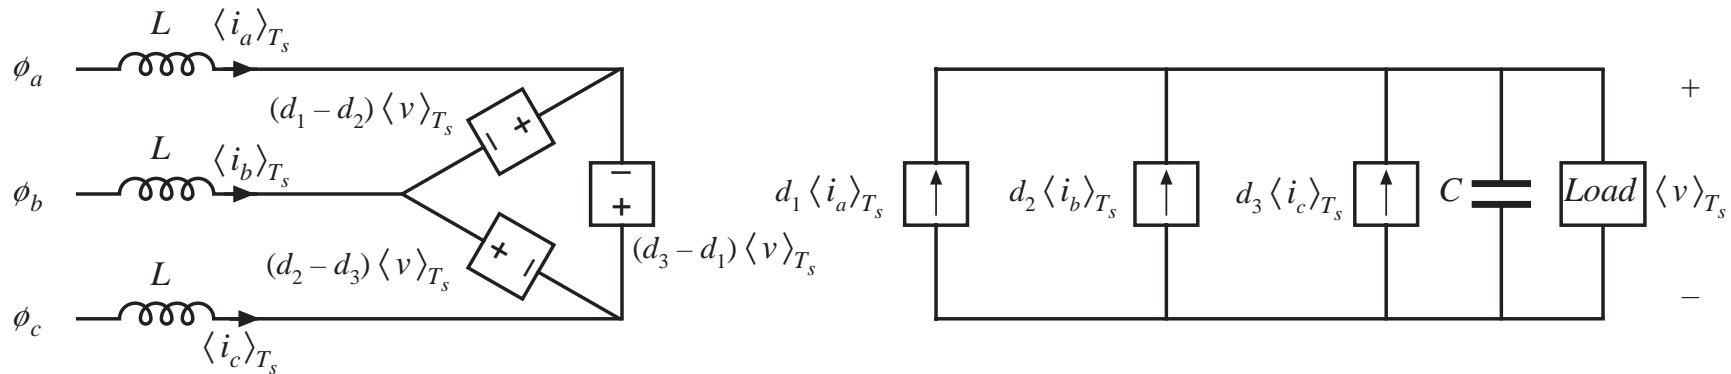 L ⟨i_a⟩_{T_s}
ϕ_a
(d_1 – d_2) ⟨v⟩_{T_s}
+
–
L ⟨i_b⟩_{T_s}
ϕ_b
–
+
d_1 ⟨i_a⟩_{T_s} d_2 ⟨i_b⟩_{T_s} d_3 ⟨i_c⟩_{T_s} C Load ⟨v⟩_{T_s}
+
(d_2 – d_3) ⟨v⟩_{T_s}
+
–
(d_3 – d_1) ⟨v⟩_{T_s}
L
ϕ_c
–
⟨i_c⟩_{T_s}